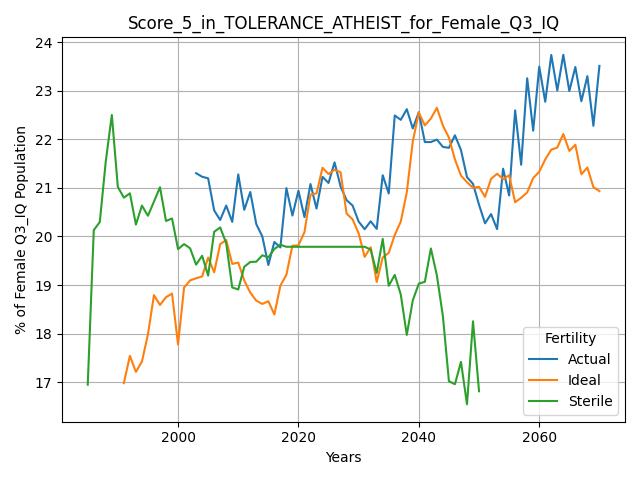 Score_5_in_TOLERANCE_ATHEIST_for_Female_Q3_IQ
% of Female Q3_IQ Population
24
23
22
21
20
19
18
17
2000
2020
2040
2060
Years
Fertility
Actual
Ideal
Sterile